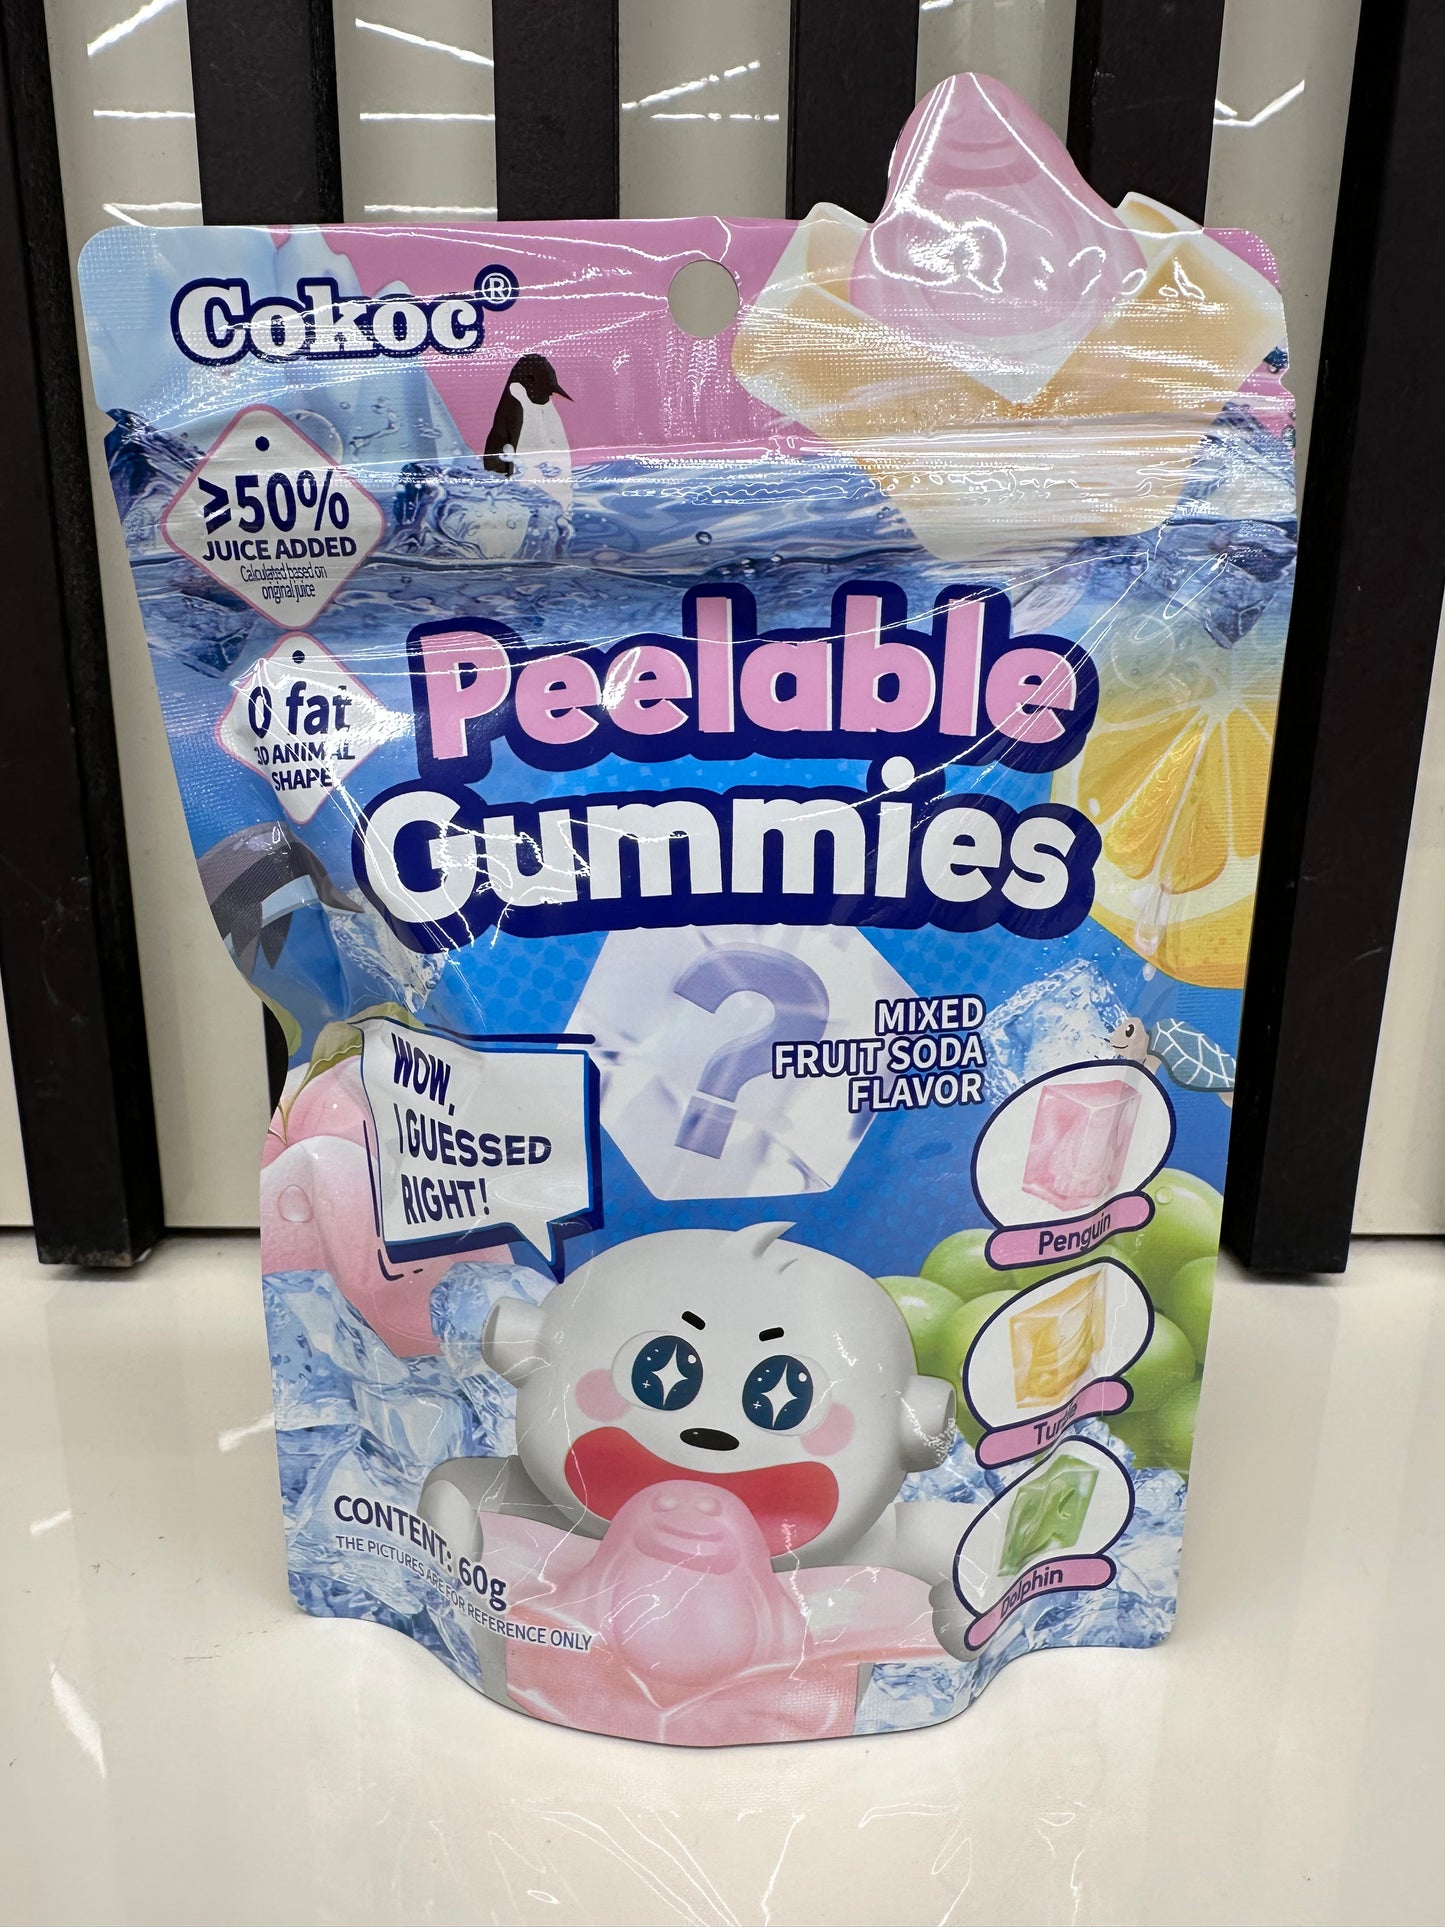 Cokoc®
≥50%
JUICE ADDED
Calculated based on
original juice
0 fat
3D ANIMAL
SHAPE
Peelable
Gummies
?
MIXED
FRUIT SODA
FLAVOR
WOW,
I GUESSED
RIGHT!
Penguin
Turtle
Dolphin
CONTENT: 60g
THE PICTURES ARE FOR REFERENCE ONLY